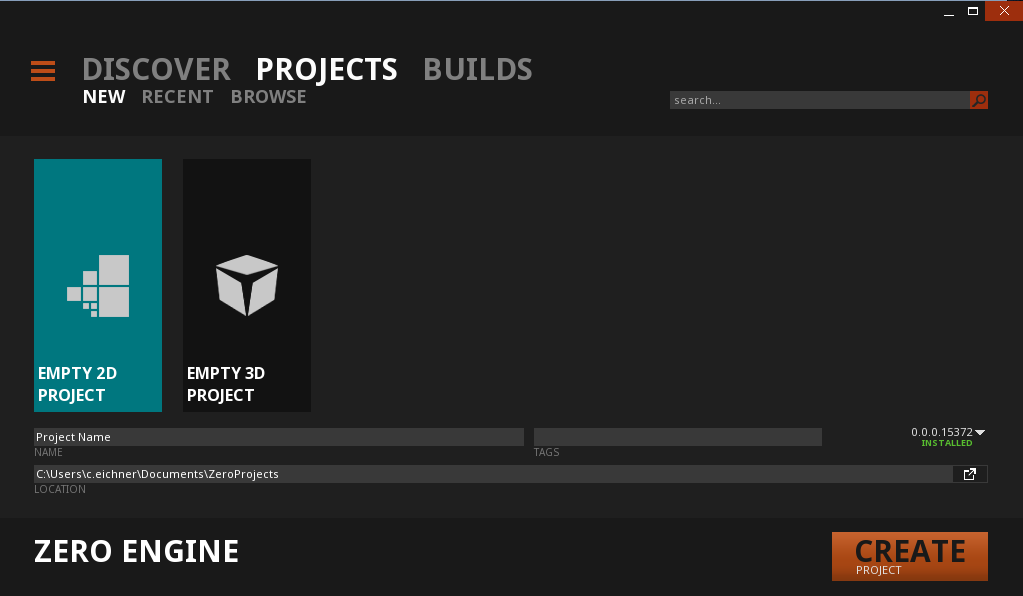 DISCOVER PROJECTS BUILDS
NEW RECENT BROWSE
search...
EMPTY 2D
PROJECT
EMPTY 3D
PROJECT
Project Name
NAME
TAGS
0.0.0.15372
INSTALLED
C:\Users\c.eichner\Documents\ZeroProjects
LOCATION
ZERO ENGINE
CREATE
PROJECT